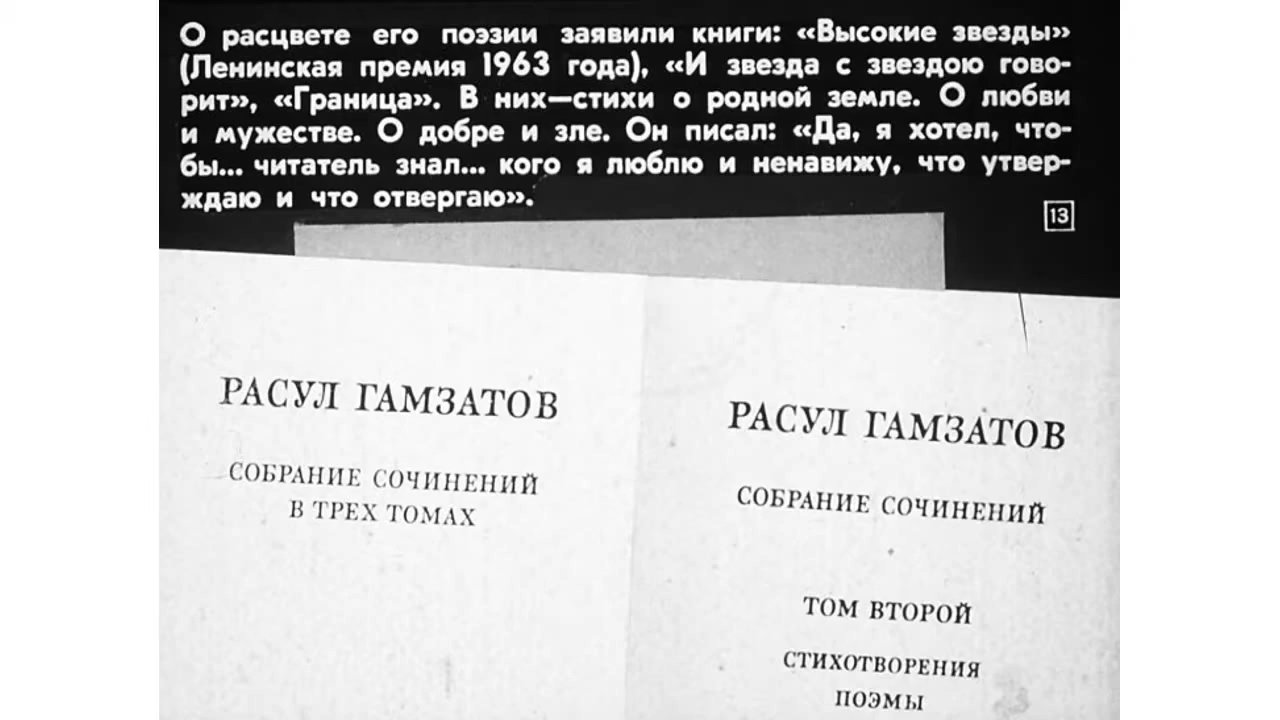 О расцвете его поэзии заявили книги: «Высокие звезды»
(Ленинская премия 1963 года), «И звезда с звездою гово-
рит», «Граница». В них—стихи о родной земле. О любви
и мужестве. О добре и зле. Он писал: «Да, я хотел, что-
бы... читатель знал... кого я люблю и ненавижу, что утвер-
ждаю и что отвергаю».
13
РАСУЛ ГАМЗАТОВ
СОБРАНИЕ СОЧИНЕНИЙ
В ТРЕХ ТОМАХ
РАСУЛ ГАМЗАТОВ
СОБРАНИЕ СОЧИНЕНИЙ
ТОМ ВТОРОЙ
СТИХОТВОРЕНИЯ
ПОЭМЫ